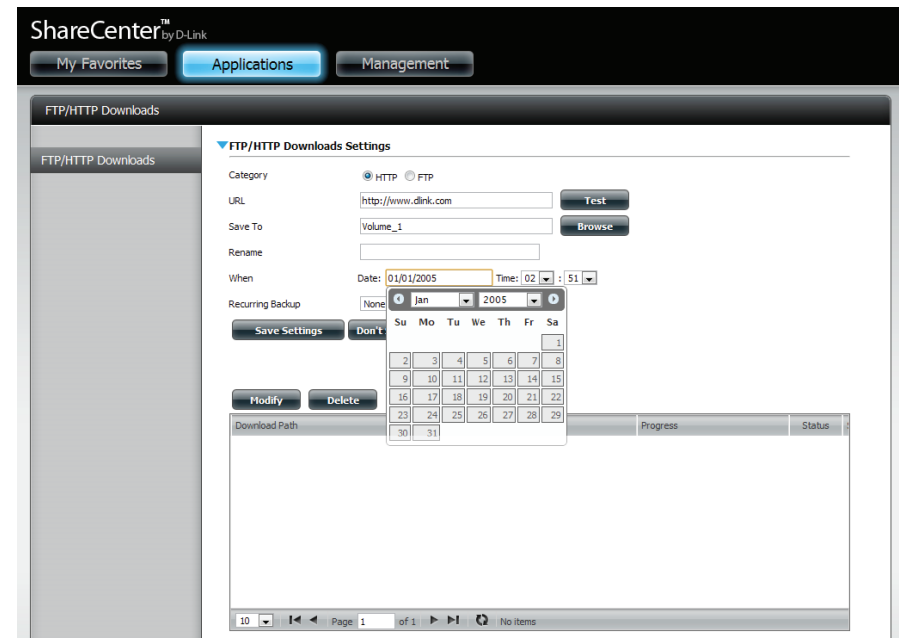 ShareCenter™ by D-Link
My Favorites Applications Management
FTP/HTTP Downloads
FTP/HTTP Downloads
FTP/HTTP Downloads Settings
Category HTTP FTP
URL http://www.dlink.com Test
Save To Volume_1 Browse
Rename
When Date: 01/01/2005 Time: 02 : 51
Recurring Backup None
Jan 2005
Su Mo Tu We Th Fr Sa
1
2 3 4 5 6 7 8
9 10 11 12 13 14 15
16 17 18 19 20 21 22
23 24 25 26 27 28 29
30 31
Save Settings Don't
Modify Delete
Download Path Progress Status
10 Page 1 of 1 No items